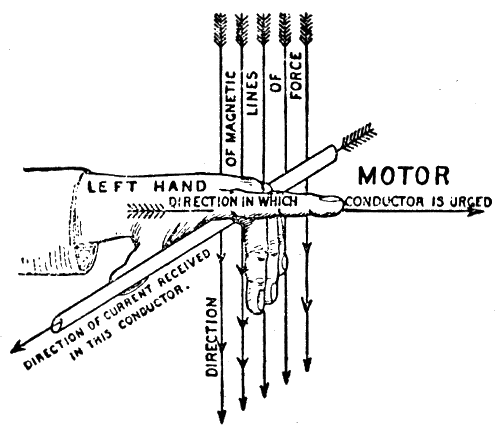 DIRECTION OF MAGNETIC LINES OF FORCE
MOTOR
LEFT HAND
DIRECTION IN WHICH CONDUCTOR IS URGED
DIRECTION OF CURRENT RECEIVED
IN THIS CONDUCTOR.